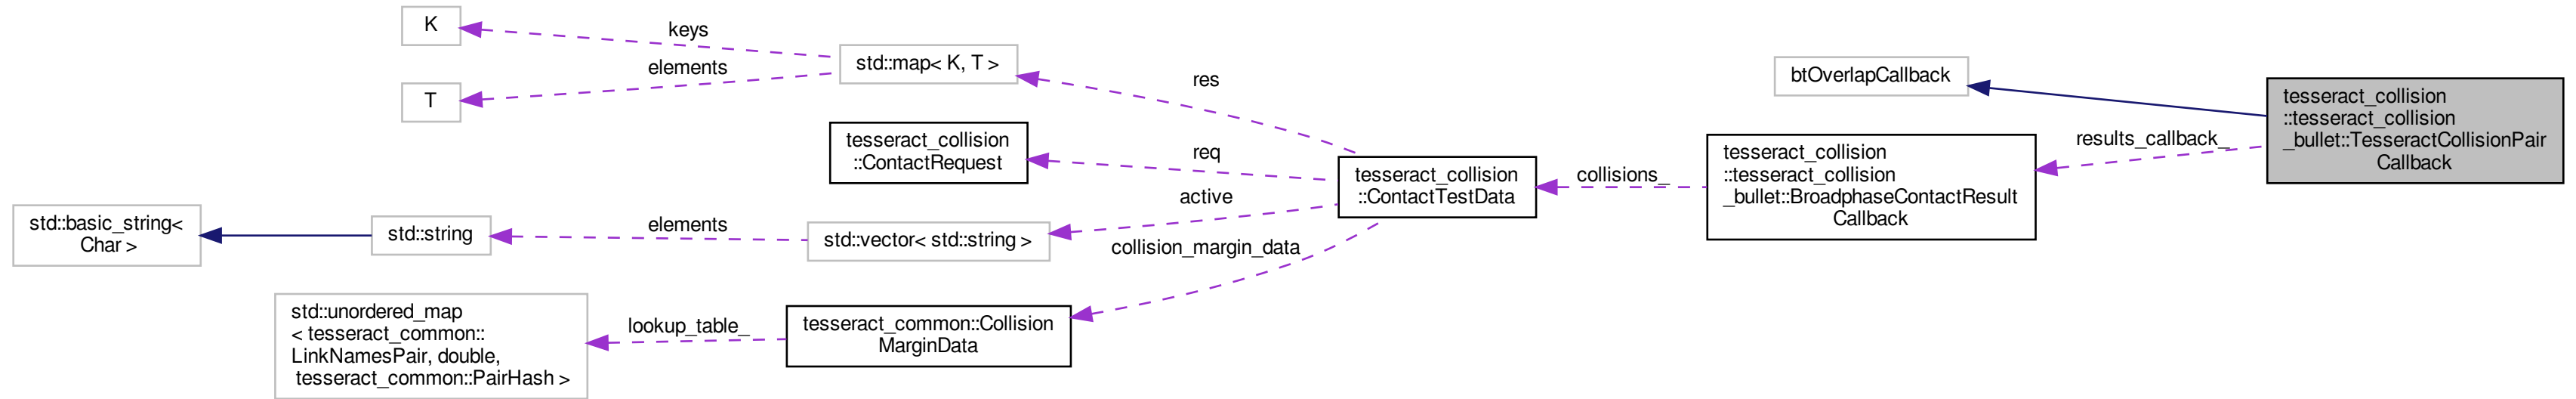 K
keys
std::map< K, T >
elements
T
res
btOverlapCallback
tesseract_collision
::tesseract_collision
_bullet::TesseractCollisionPair
Callback
results_callback_
tesseract_collision
::ContactRequest
req
tesseract_collision
::ContactTestData
collisions_
tesseract_collision
::tesseract_collision
_bullet::BroadphaseContactResult
Callback
active
std::basic_string<
Char >
std::string
elements
std::vector< std::string >
collision_margin_data
std::unordered_map
< tesseract_common::
LinkNamesPair, double,
tesseract_common::PairHash >
lookup_table_
tesseract_common::Collision
MarginData